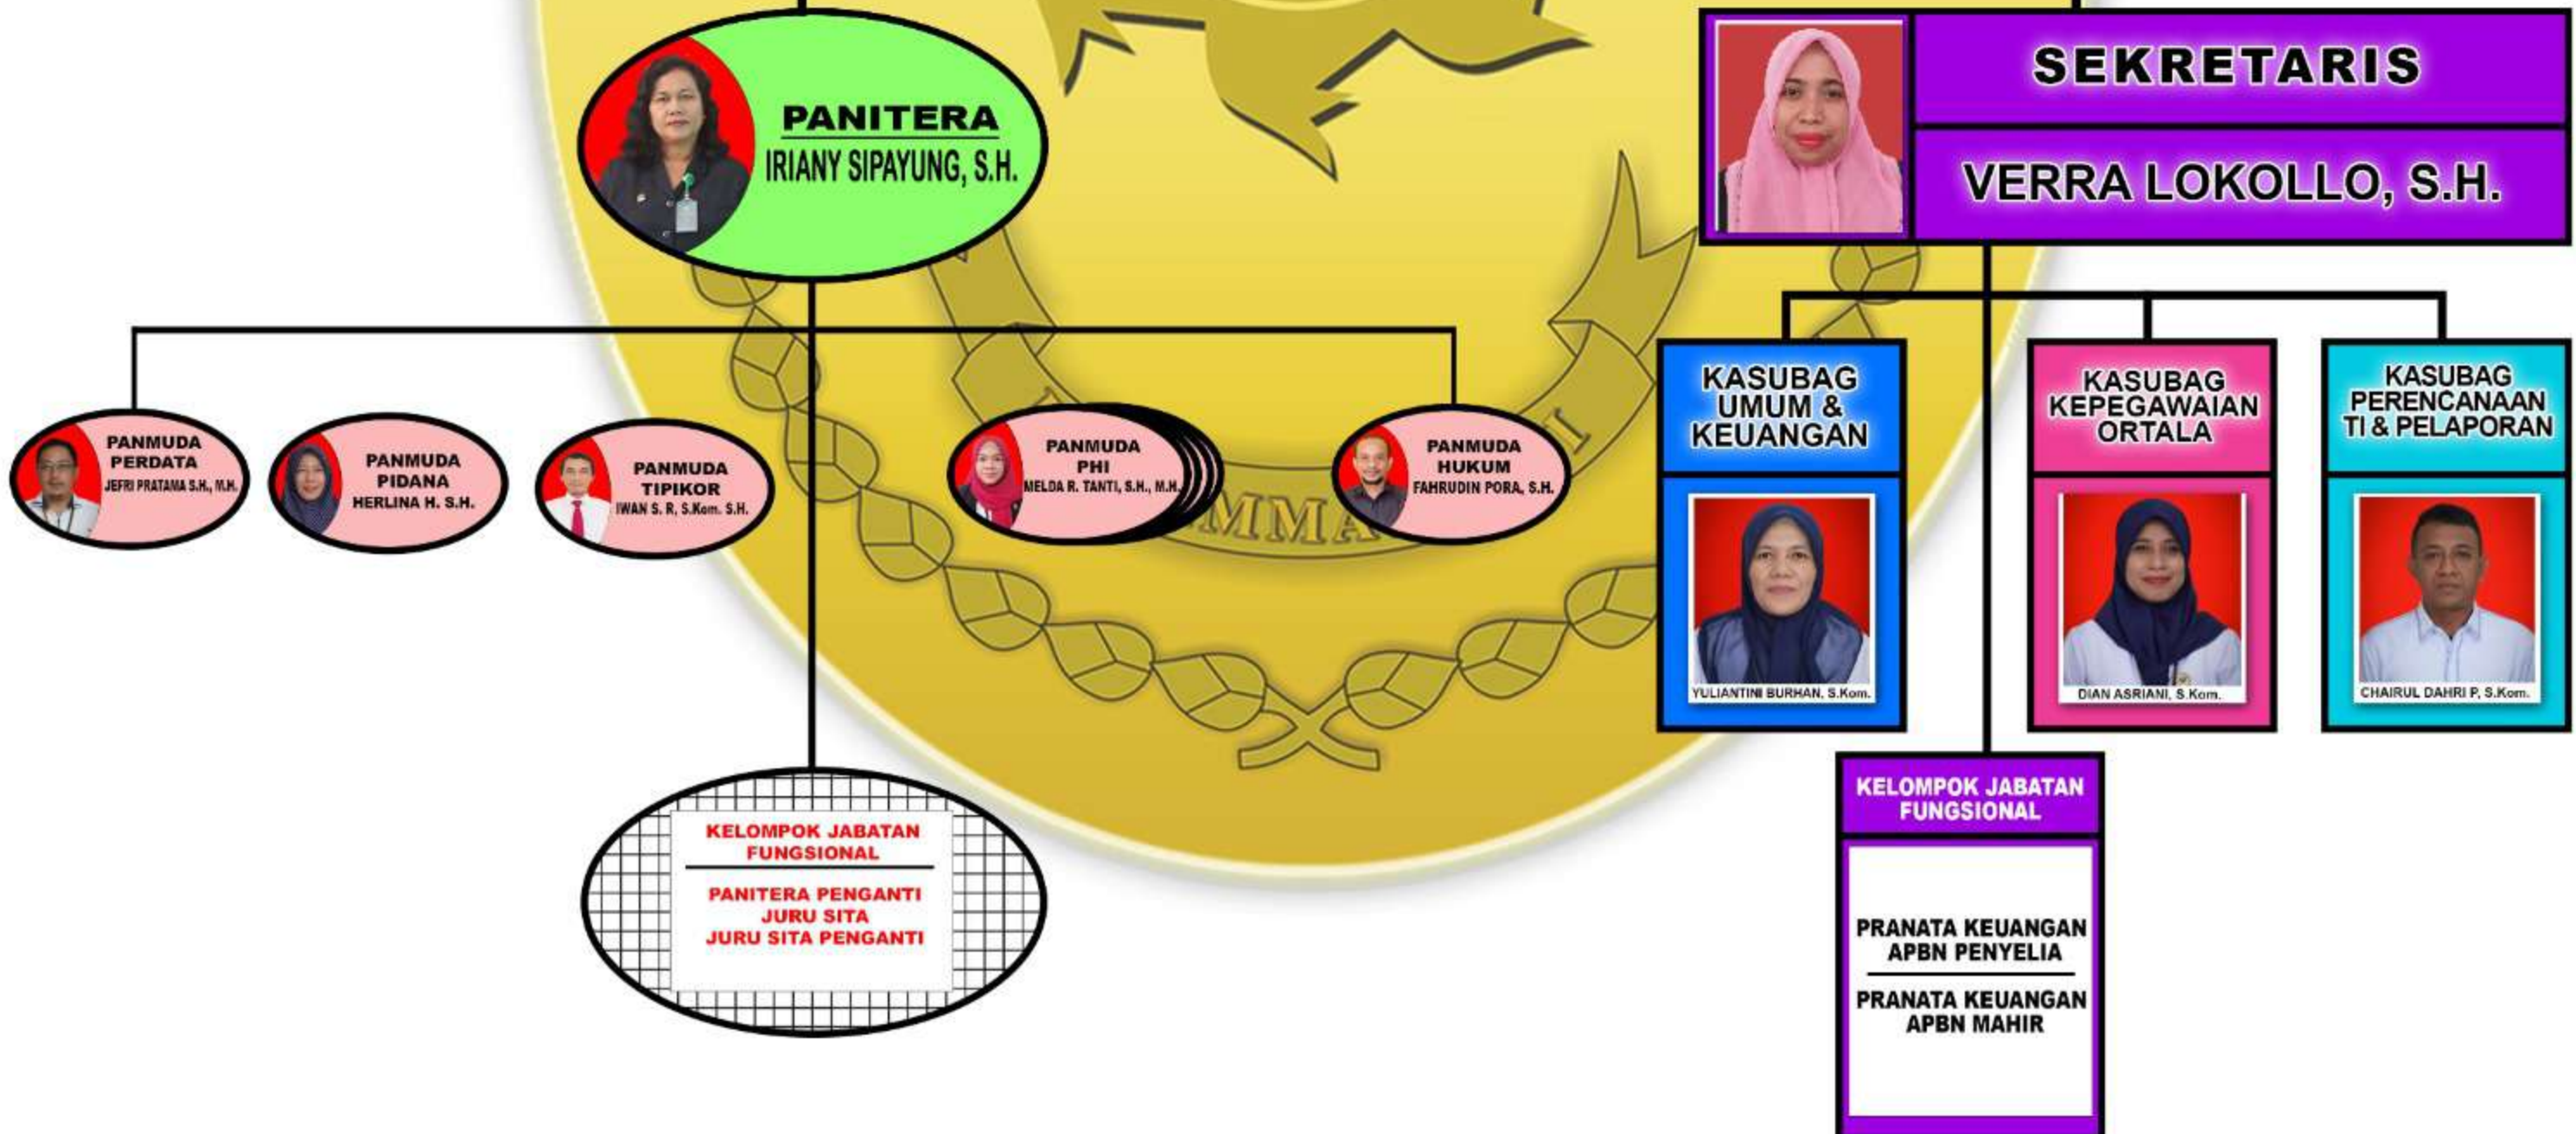 PANITERA
IRIANY SIPAYUNG, S.H.
SEKRETARIS
VERRA LOKOLLO, S.H.
PANMUDA
PERDATA
JEFRI PRATAMA S.H., M.H.
PANMUDA
PIDANA
HERLINA H. S.H.
PANMUDA
TIPIKOR
IWAN S. R, S.Kom. S.H.
PANMUDA
PHI
MELDA R. TANTI, S.H., M.H.
PANMUDA
HUKUM
FAHRUDIN PORA, S.H.
KASUBAG
UMUM &
KEUANGAN
YULIANTINI BURHAN, S.Kom.
KASUBAG
KEPEGAWAIAN
ORTALA
DIAN ASRIANI, S.Kom.
KASUBAG
PERENCANAAN
TI & PELAPORAN
CHAIRUL DAHRI P, S.Kom.
KELOMPOK JABATAN
FUNGSIONAL
PANITERA PENGANTI
JURU SITA
JURU SITA PENGANTI
KELOMPOK JABATAN
FUNGSIONAL
PRANATA KEUANGAN
APBN PENYELIA
PRANATA KEUANGAN
APBN MAHIR